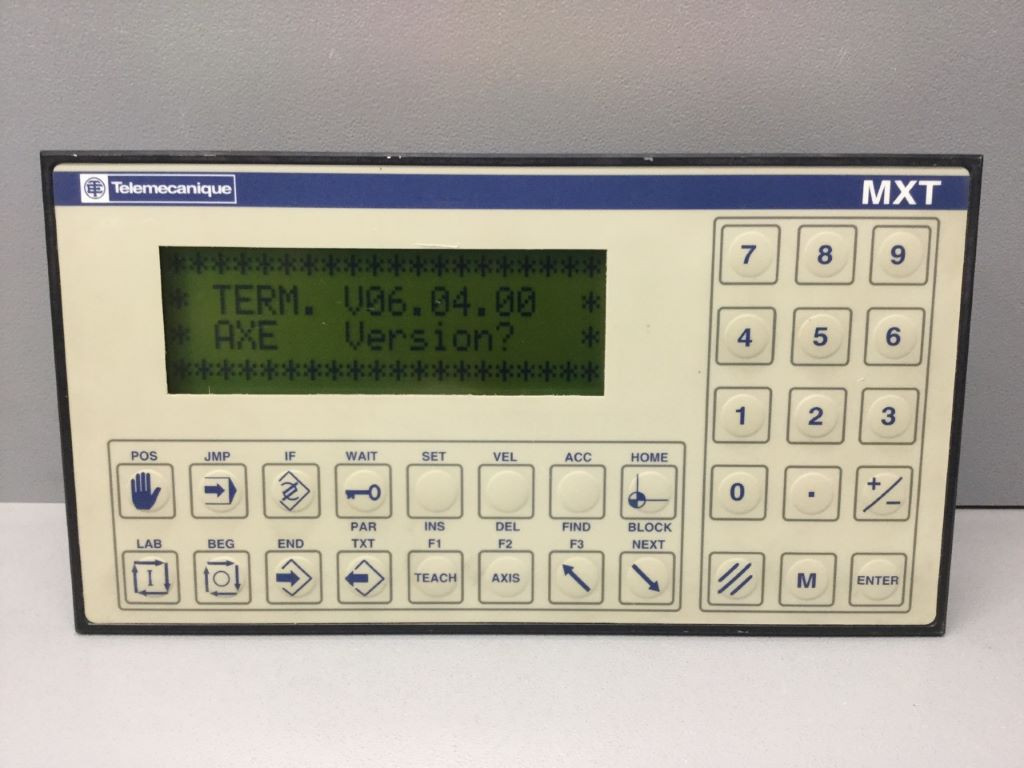 Telemecanique MXT
********************
* TERM. V06.04.00 *
* AXE Version? *
********************
7 8 9
4 5 6
1 2 3
0 . +/-
M ENTER
POS JMP IF WAIT SET VEL ACC HOME
PAR INS DEL FIND BLOCK
LAB BEG END TXT F1 F2 F3 NEXT
I O TEACH AXIS